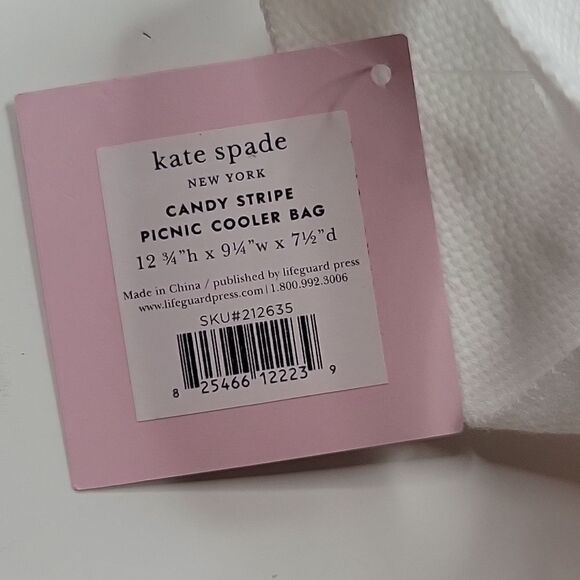 kate spade
NEW YORK
CANDY STRIPE
PICNIC COOLER BAG
12 ¾"h x 9¼"w x 7½"d
Made in China / published by lifeguard press
www.lifeguardpress.com | 1.800.992.3006
SKU#212635
8 25466 12223 9